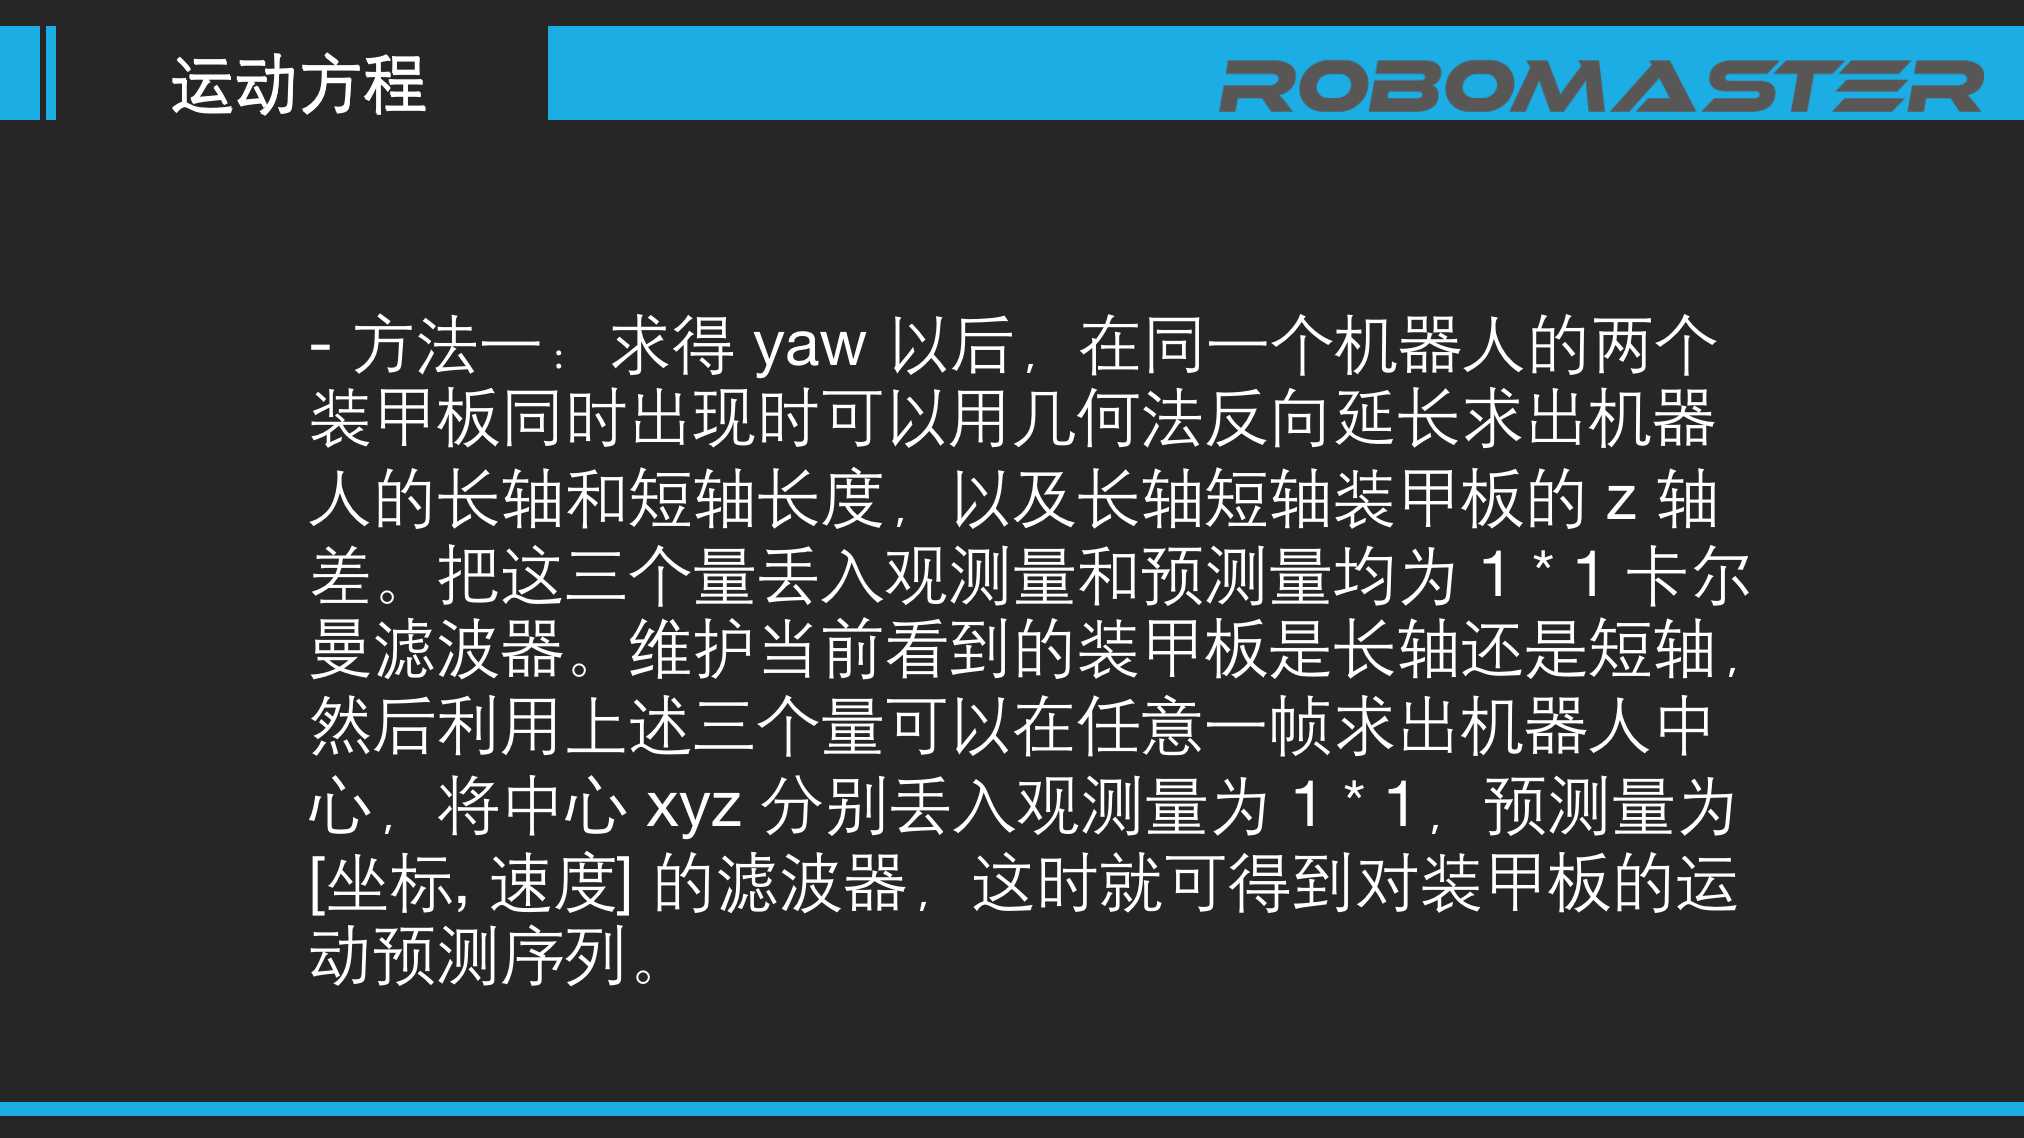 运动方程
ROBOMASTER
- 方法一： 求得 yaw 以后，在同一个机器人的两个
装甲板同时出现时可以用几何法反向延长求出机器
人的长轴和短轴长度，以及长轴短轴装甲板的 z 轴
差。把这三个量丢入观测量和预测量均为 1 * 1 卡尔
曼滤波器。维护当前看到的装甲板是长轴还是短轴，
然后利用上述三个量可以在任意一帧求出机器人中
心，将中心 xyz 分别丢入观测量为 1 * 1，预测量为
[坐标, 速度] 的滤波器，这时就可得到对装甲板的运
动预测序列。